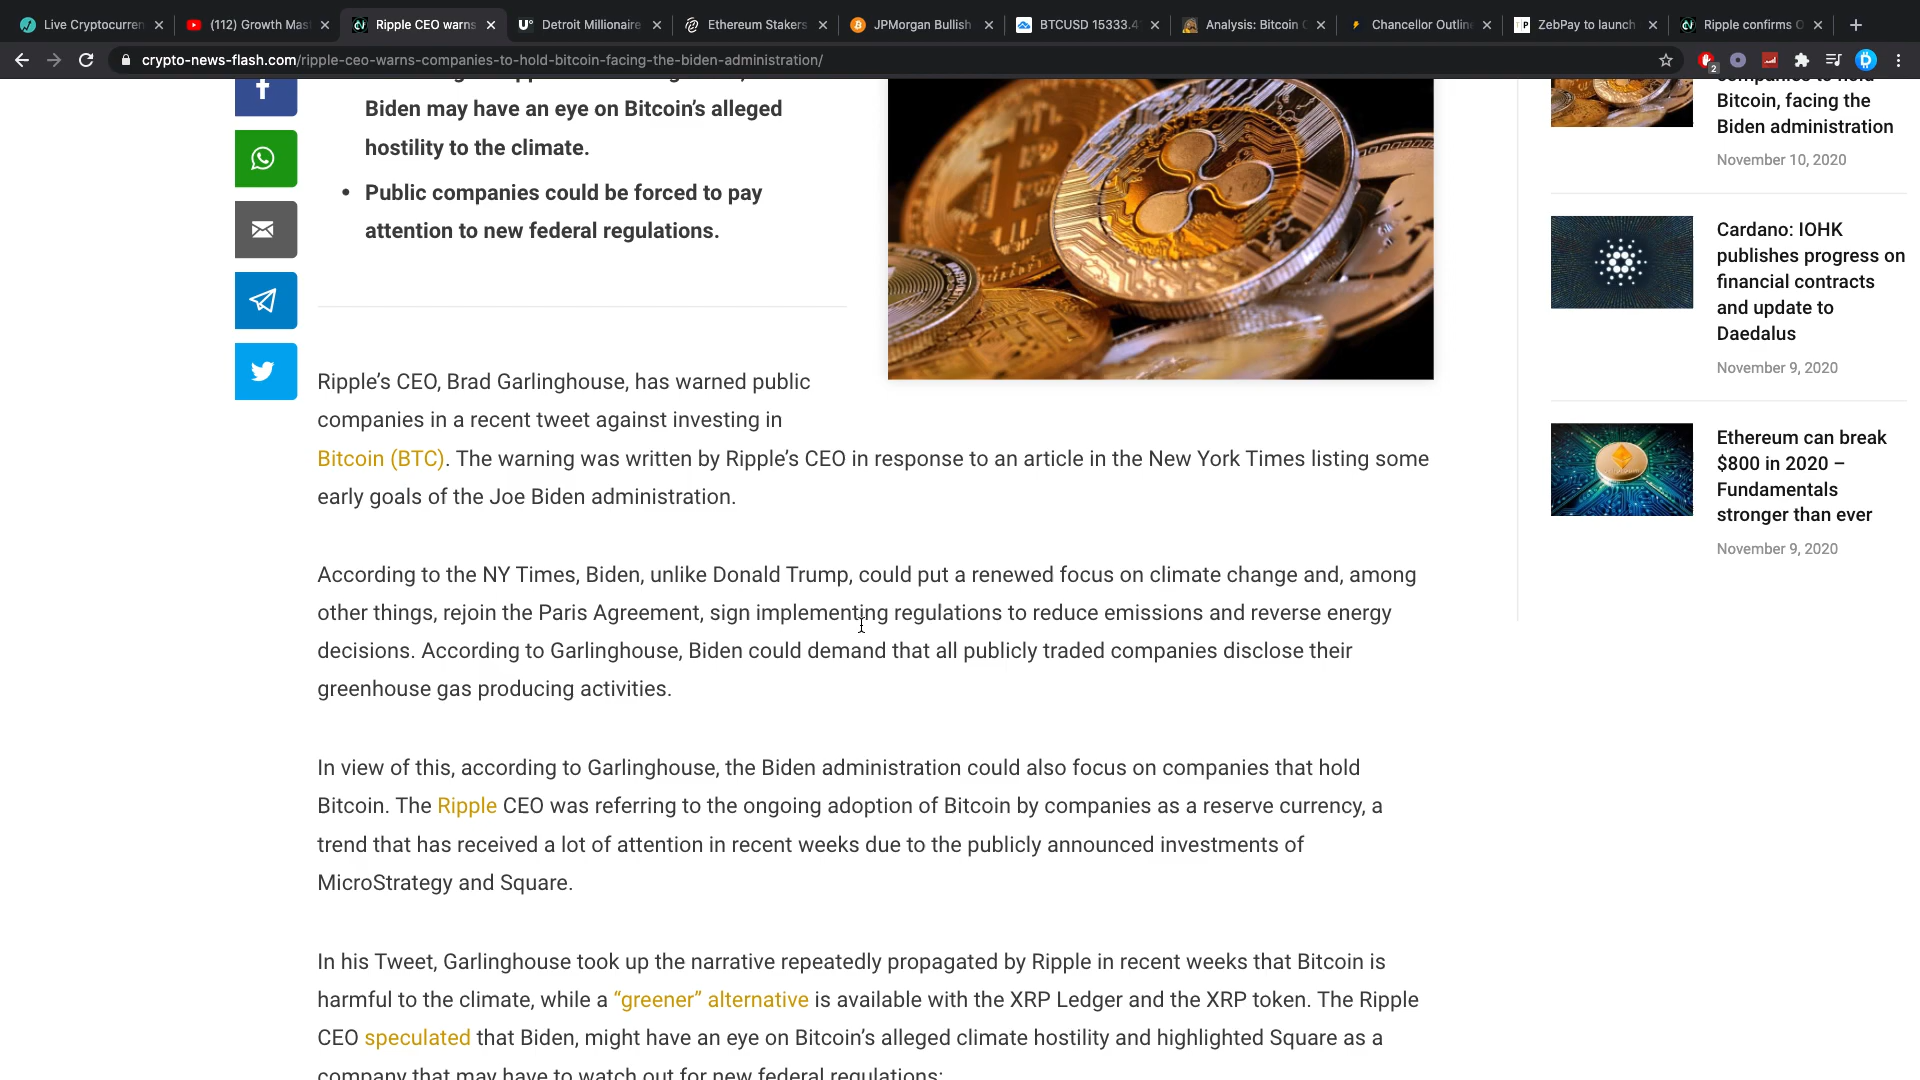 Live Cryptocurren
(112) Growth Mas
Ripple CEO warns
Detroit Millionaire
Ethereum Stakers
JPMorgan Bullish
BTCUSD 15333.4
Analysis: Bitcoin
Chancellor Outlin
ZebPay to launch
Ripple confirms
crypto-news-flash.com/ripple-ceo-warns-companies-to-hold-bitcoin-facing-the-biden-administration/
2
Biden may have an eye on Bitcoin's alleged
hostility to the climate.
• Public companies could be forced to pay
attention to new federal regulations.
Ripple's CEO, Brad Garlinghouse, has warned public
companies in a recent tweet against investing in
Bitcoin (BTC). The warning was written by Ripple's CEO in response to an article in the New York Times listing some
early goals of the Joe Biden administration.
According to the NY Times, Biden, unlike Donald Trump, could put a renewed focus on climate change and, among
other things, rejoin the Paris Agreement, sign implementing regulations to reduce emissions and reverse energy
decisions. According to Garlinghouse, Biden could demand that all publicly traded companies disclose their
greenhouse gas producing activities.
In view of this, according to Garlinghouse, the Biden administration could also focus on companies that hold
Bitcoin. The Ripple CEO was referring to the ongoing adoption of Bitcoin by companies as a reserve currency, a
trend that has received a lot of attention in recent weeks due to the publicly announced investments of
MicroStrategy and Square.
In his Tweet, Garlinghouse took up the narrative repeatedly propagated by Ripple in recent weeks that Bitcoin is
harmful to the climate, while a “greener” alternative is available with the XRP Ledger and the XRP token. The Ripple
CEO speculated that Biden, might have an eye on Bitcoin's alleged climate hostility and highlighted Square as a
company that may have to watch out for new federal regulations:
companies to hold
Bitcoin, facing the
Biden administration
November 10, 2020
Cardano: IOHK
publishes progress on
financial contracts
and update to
Daedalus
November 9, 2020
Ethereum can break
$800 in 2020 –
Fundamentals
stronger than ever
November 9, 2020